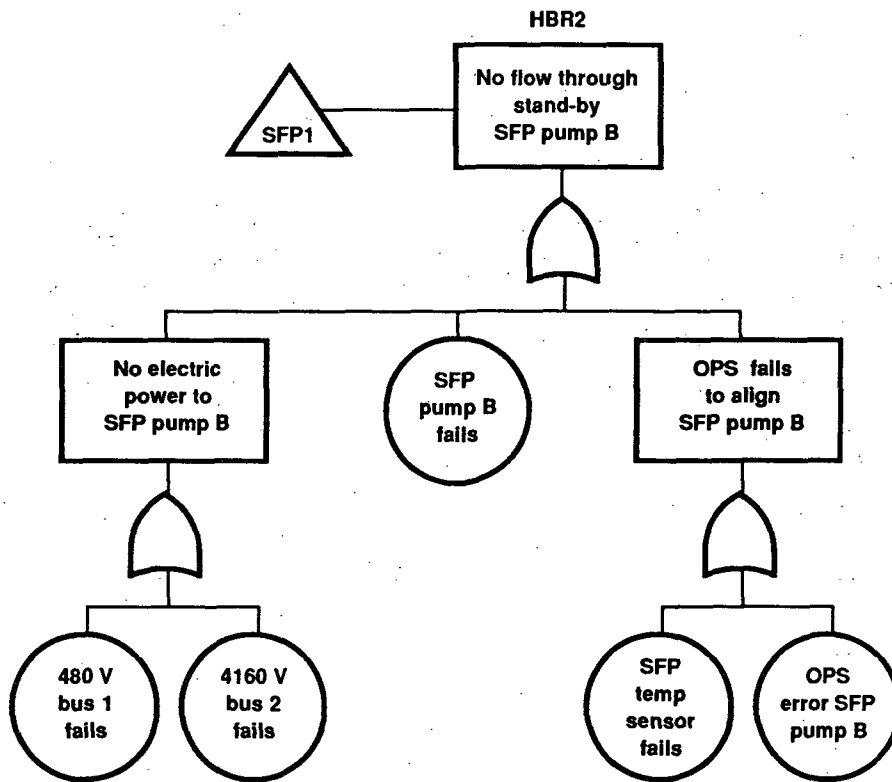 HBR2
No flow through
stand-by
SFP pump B
SFP1
No electric
power to
SFP pump B
SFP
pump B
fails
OPS fails
to align
SFP pump B
480 V
bus 1
fails
4160 V
bus 2
fails
SFP
temp
sensor
fails
OPS
error SFP
pump B